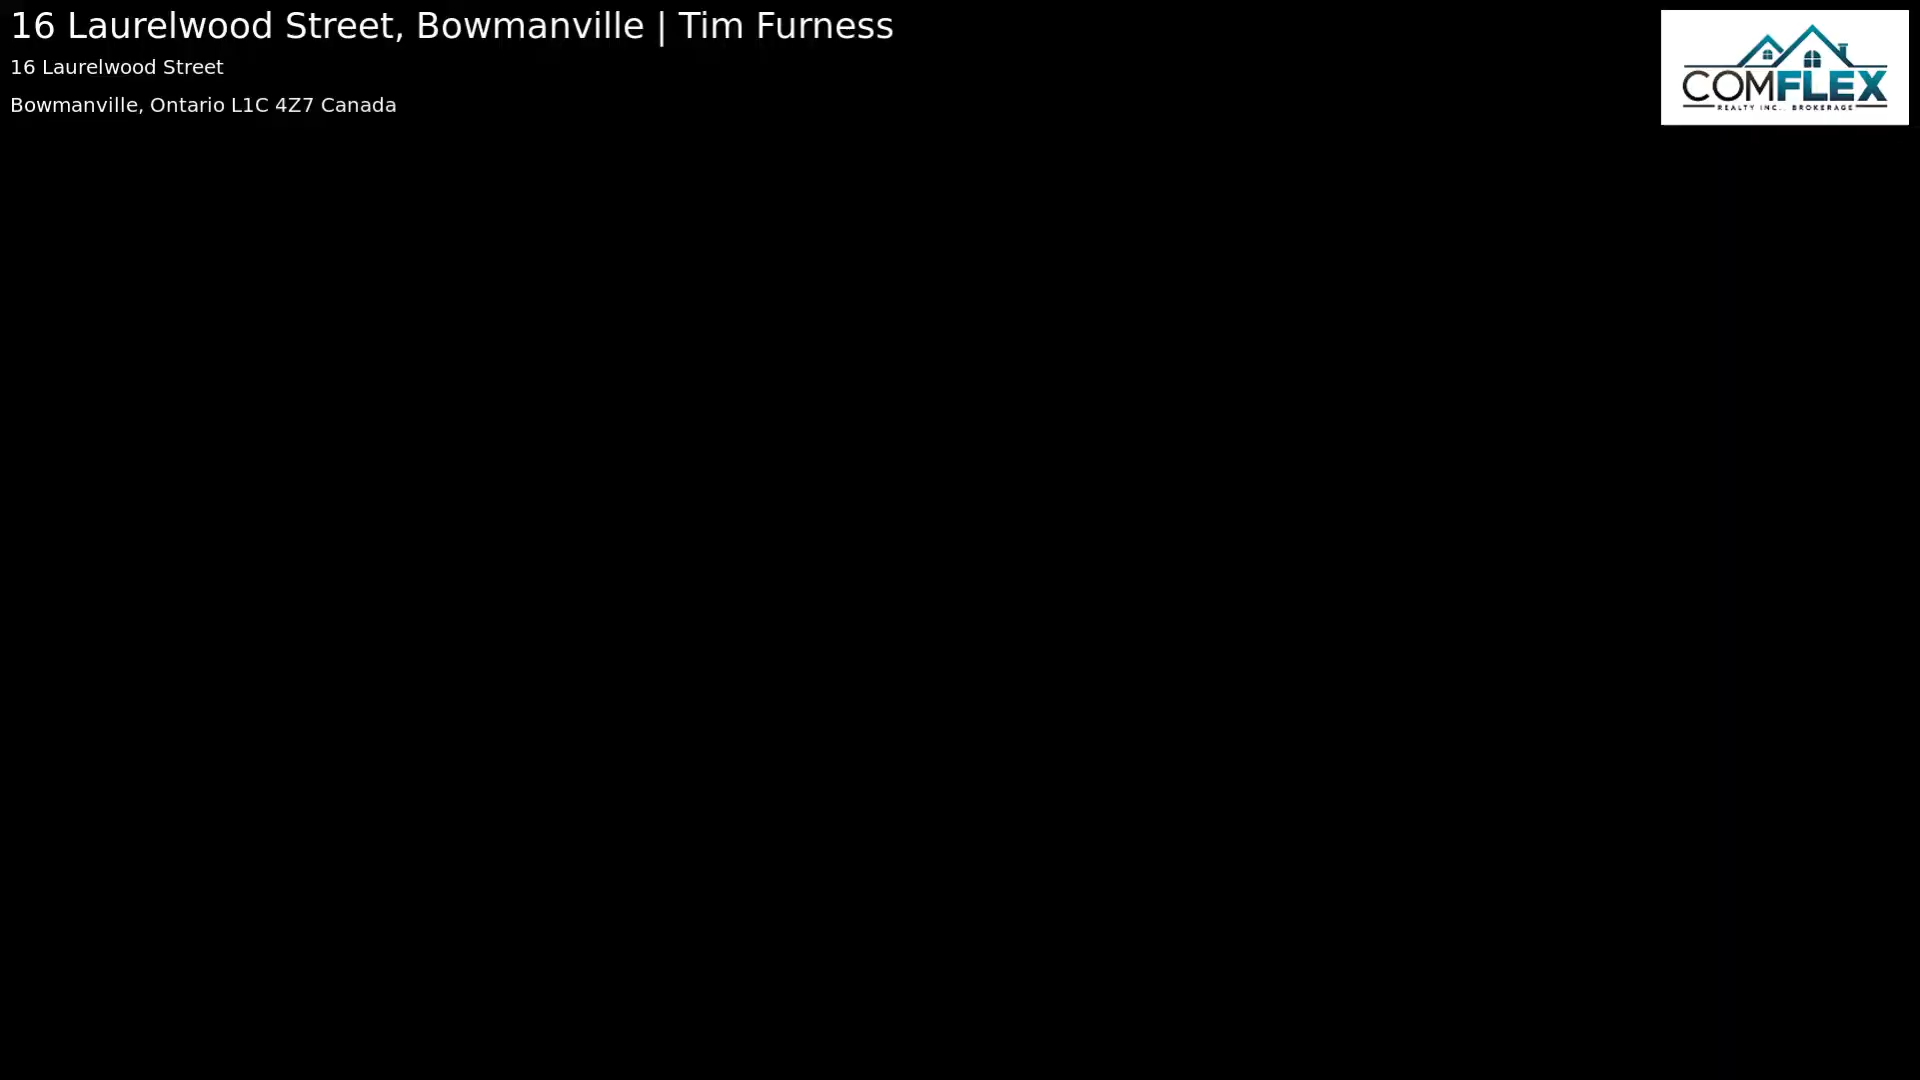 16 Laurelwood Street, Bowmanville | Tim Furness
16 Laurelwood Street
Bowmanville, Ontario L1C 4Z7 Canada
COMFLEX
REALTY INC., BROKERAGE